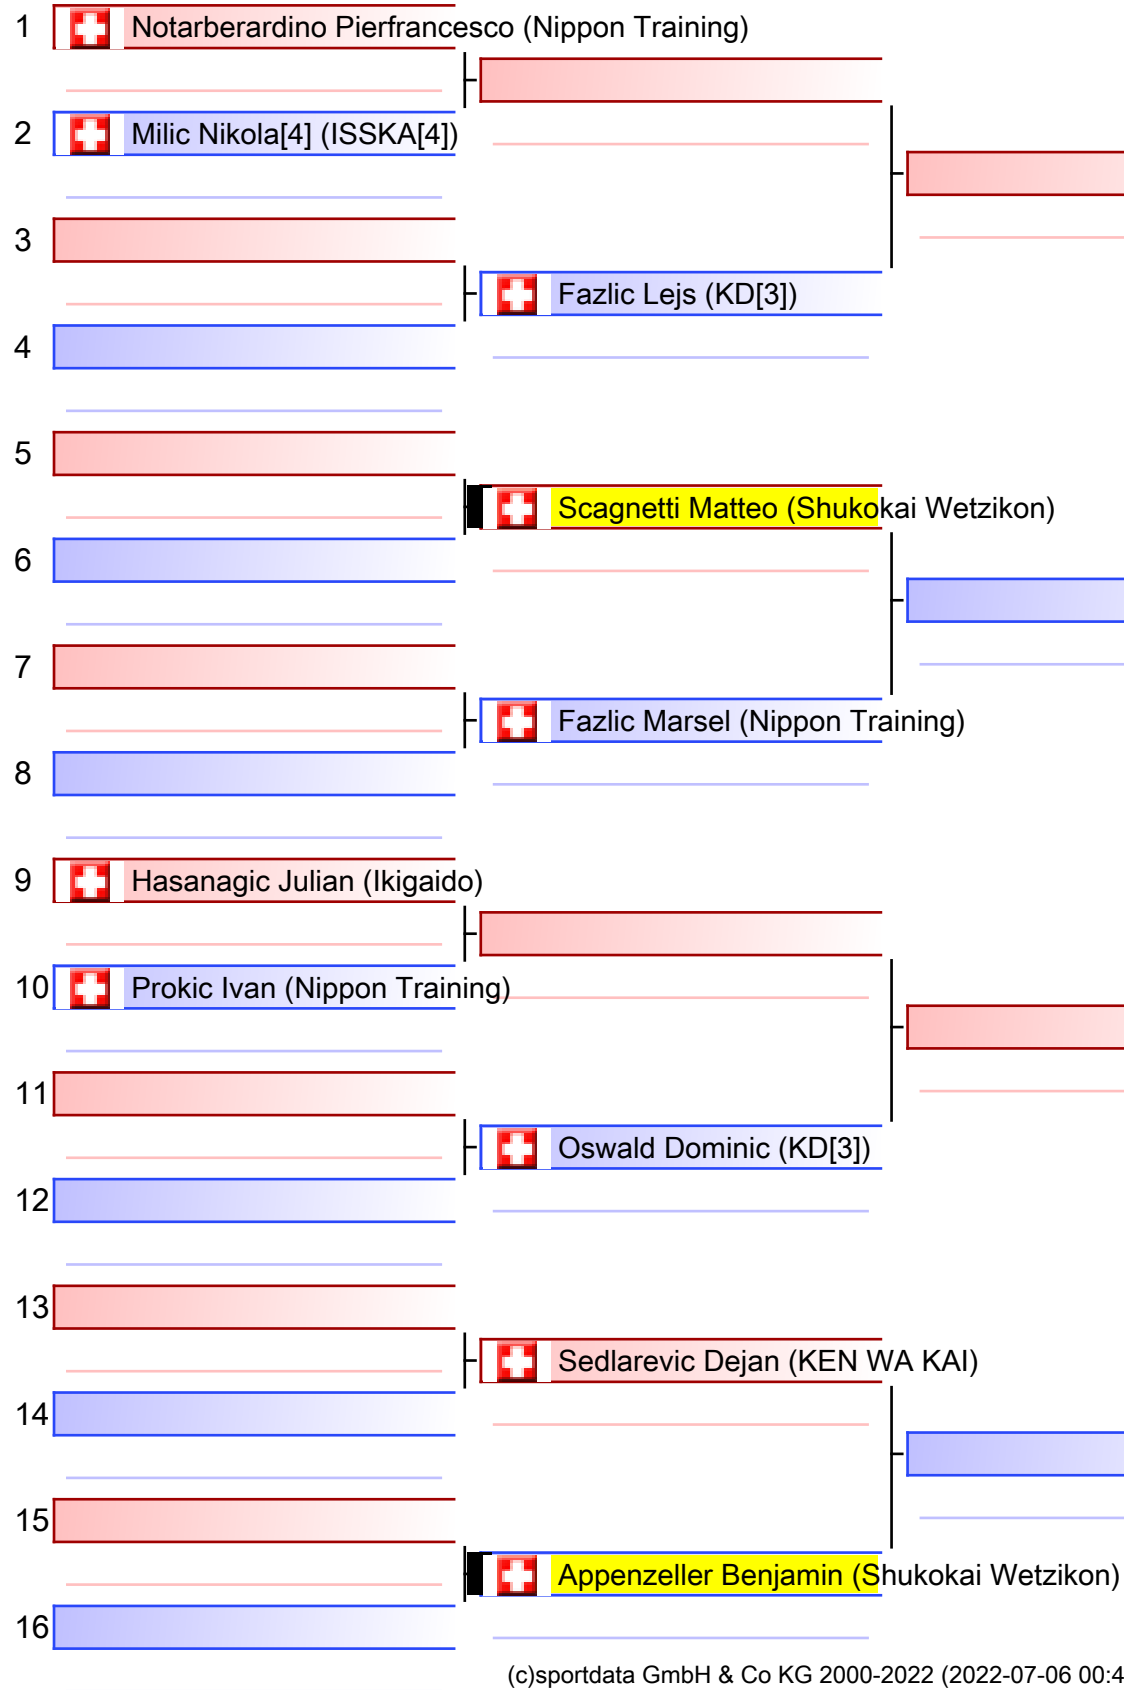 1 Notarberardino Pierfrancesco (Nippon Training)
2 Milic Nikola[4] (ISSKA[4])
3
Fazlic Lejs (KD[3])
4
5
Scagnetti Matteo (Shukokai Wetzikon)
6
7
Fazlic Marsel (Nippon Training)
8
9 Hasanagic Julian (Ikigaido)
10 Prokic Ivan (Nippon Training)
11
Oswald Dominic (KD[3])
12
13
Sedlarevic Dejan (KEN WA KAI)
14
15
Appenzeller Benjamin (Shukokai Wetzikon)
16
(c)sportdata GmbH & Co KG 2000-2022 (2022-07-06 00:4